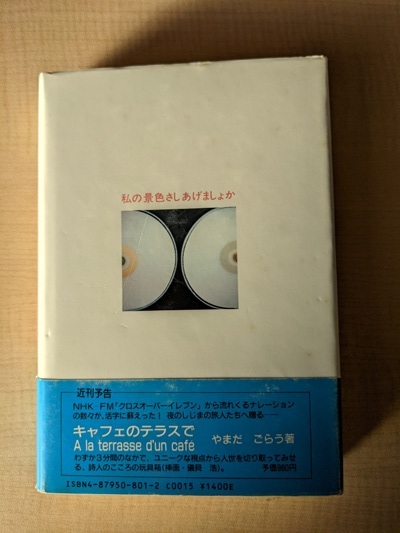 私の景色さしあげましょか
近刊予告
NHK FM「クロスオーバーイレブン」から流れくるナレーション
の数々が、活字に蘇えった！ 夜のしじまの旅人たちへ贈る——
キャフェのテラスで
A la terrasse d'un cafe
やまだ ごらう著
わずか3分間のなかで、ユニークな視点から人世を切り取ってみせ
る、詩人のこころの玩具箱(挿画・儀貝 浩)。 予価980円
ISBN4-87950-801-2 C0015 ¥1400E